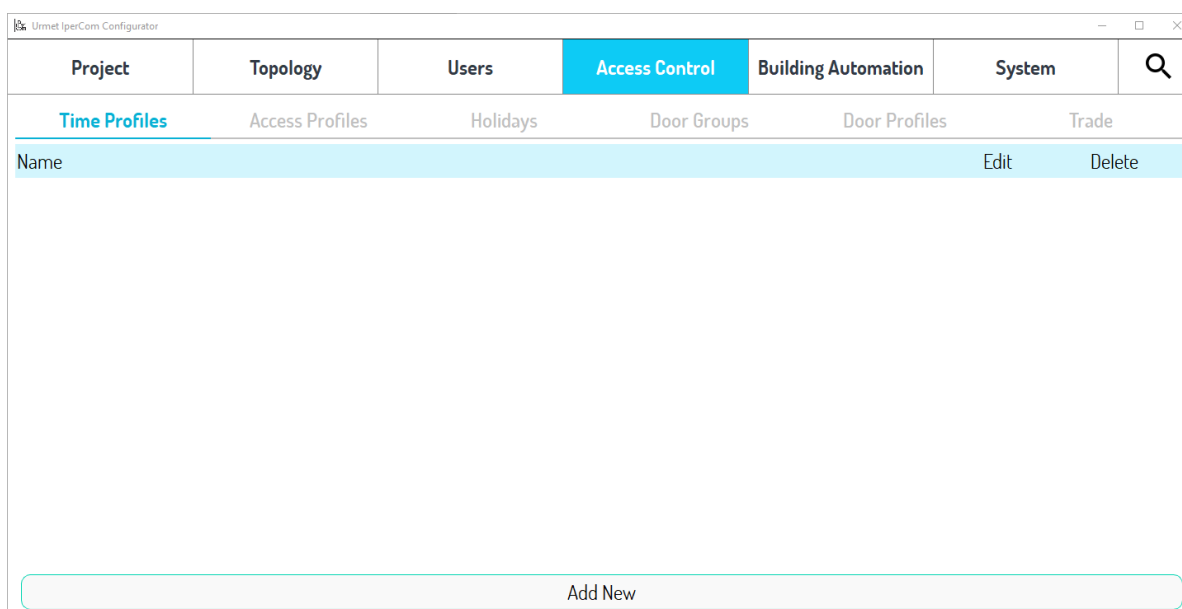 Urmet IperCom Configurator
Project Topology Users Access Control Building Automation System
Time Profiles Access Profiles Holidays Door Groups Door Profiles Trade
Name Edit Delete
Add New